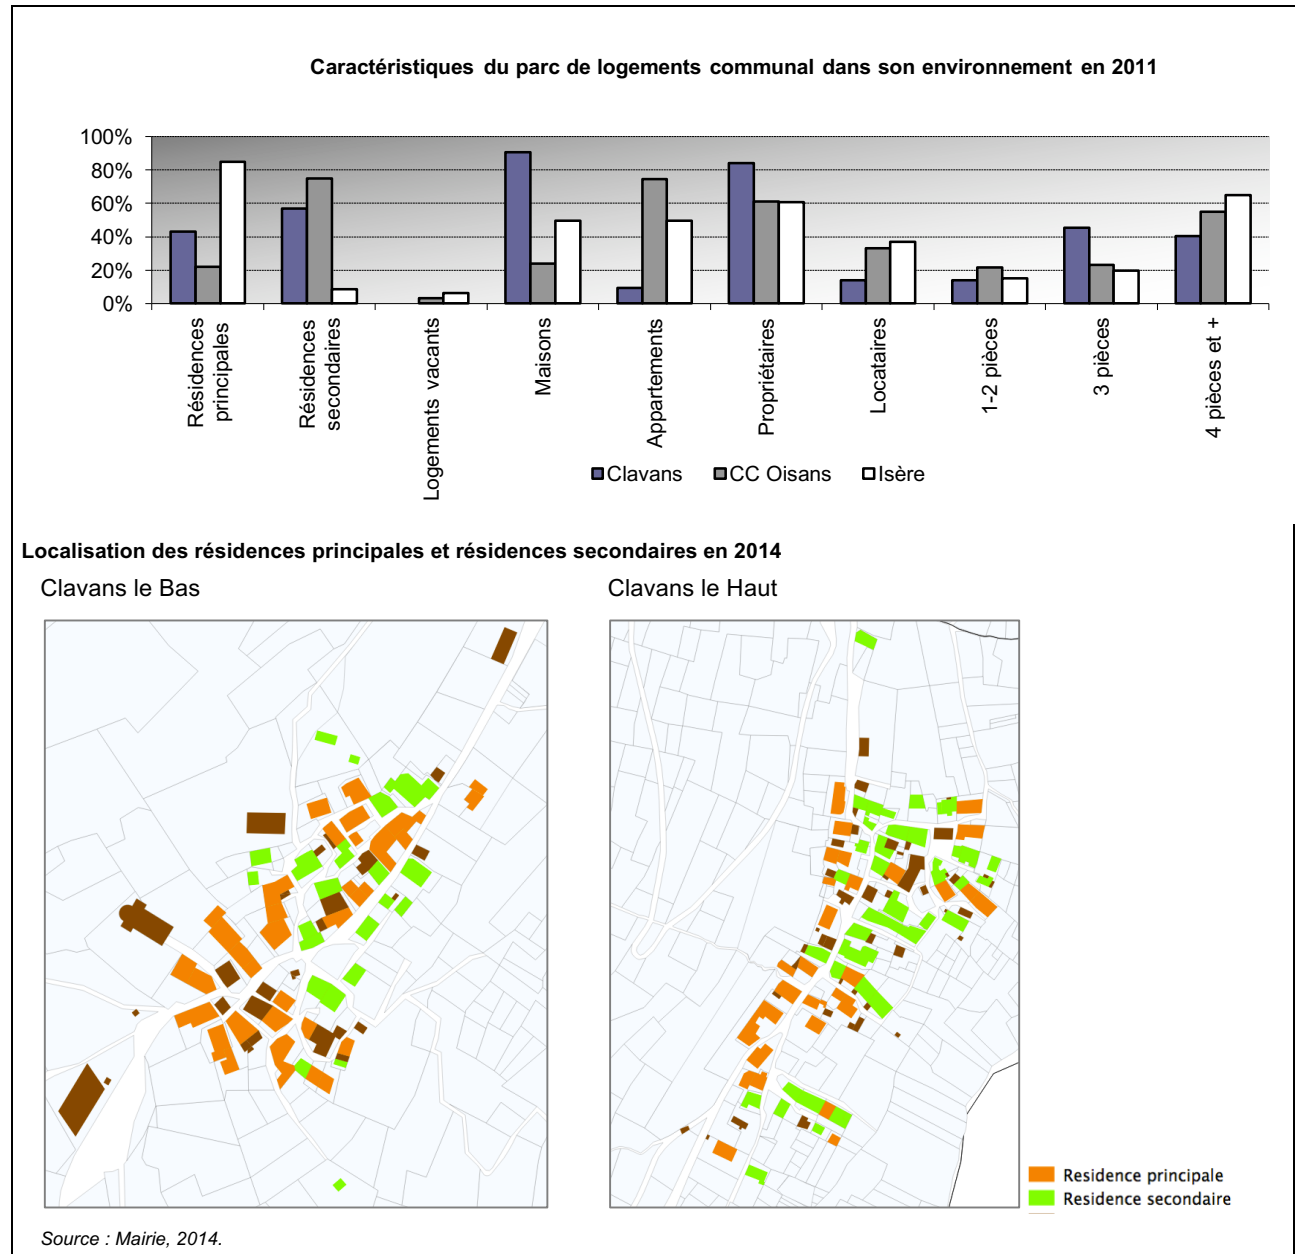 Caractéristiques du parc de logements communal dans son environnement en 2011
100%
80%
60%
40%
20%
0%
Résidences
principales
Résidences
secondaires
Logements vacants
Maisons
Appartements
Propriétaires
Locataires
1-2 pièces
3 pièces
4 pièces et +
Clavans
CC Oisans
Isère
Localisation des résidences principales et résidences secondaires en 2014
Clavans le Bas
Clavans le Haut
Residence principale
Residence secondaire
Source : Mairie, 2014.